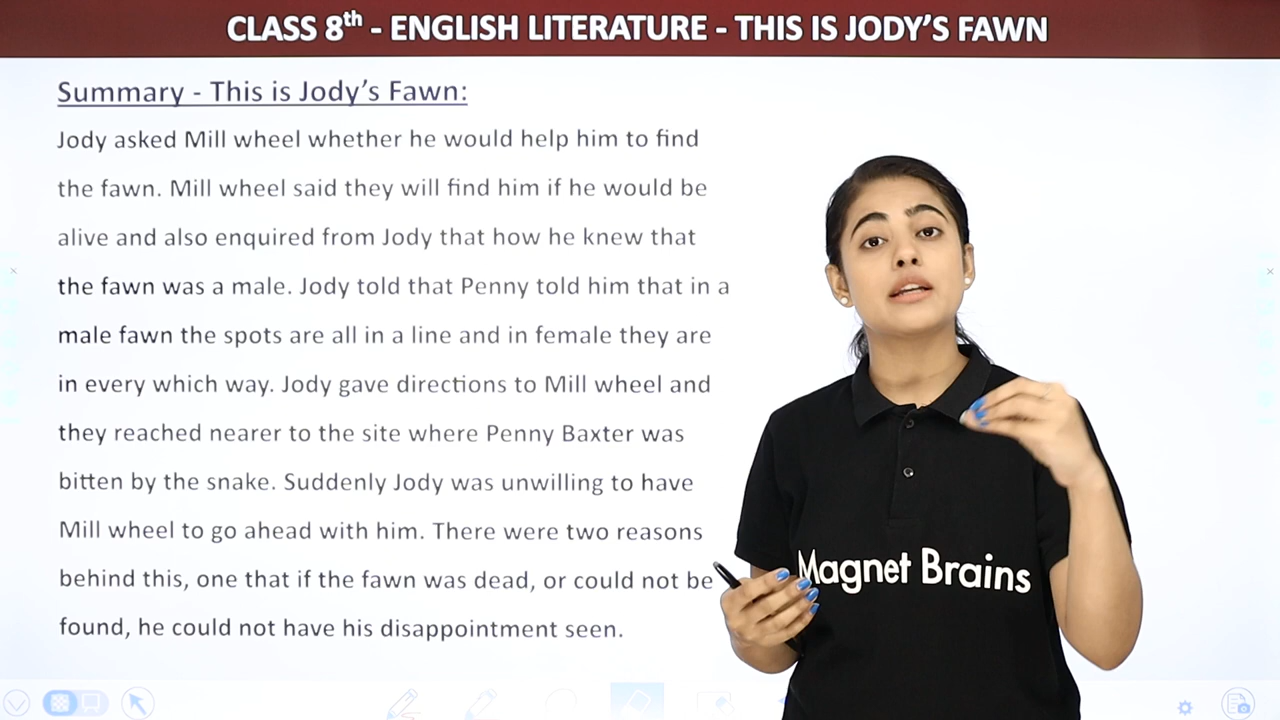 CLASS 8th - ENGLISH LITERATURE - THIS IS JODY’S FAWN
Summary - This is Jody’s Fawn:
Jody asked Mill wheel whether he would help him to find
the fawn. Mill wheel said they will find him if he would be
alive and also enquired from Jody that how he knew that
the fawn was a male. Jody told that Penny told him that in a
male fawn the spots are all in a line and in female they are
in every which way. Jody gave directions to Mill wheel and
they reached nearer to the site where Penny Baxter was
bitten by the snake. Suddenly Jody was unwilling to have
Mill wheel to go ahead with him. There were two reasons
behind this, one that if the fawn was dead, or could not be
found, he could not have his disappointment seen.
Magnet Brains